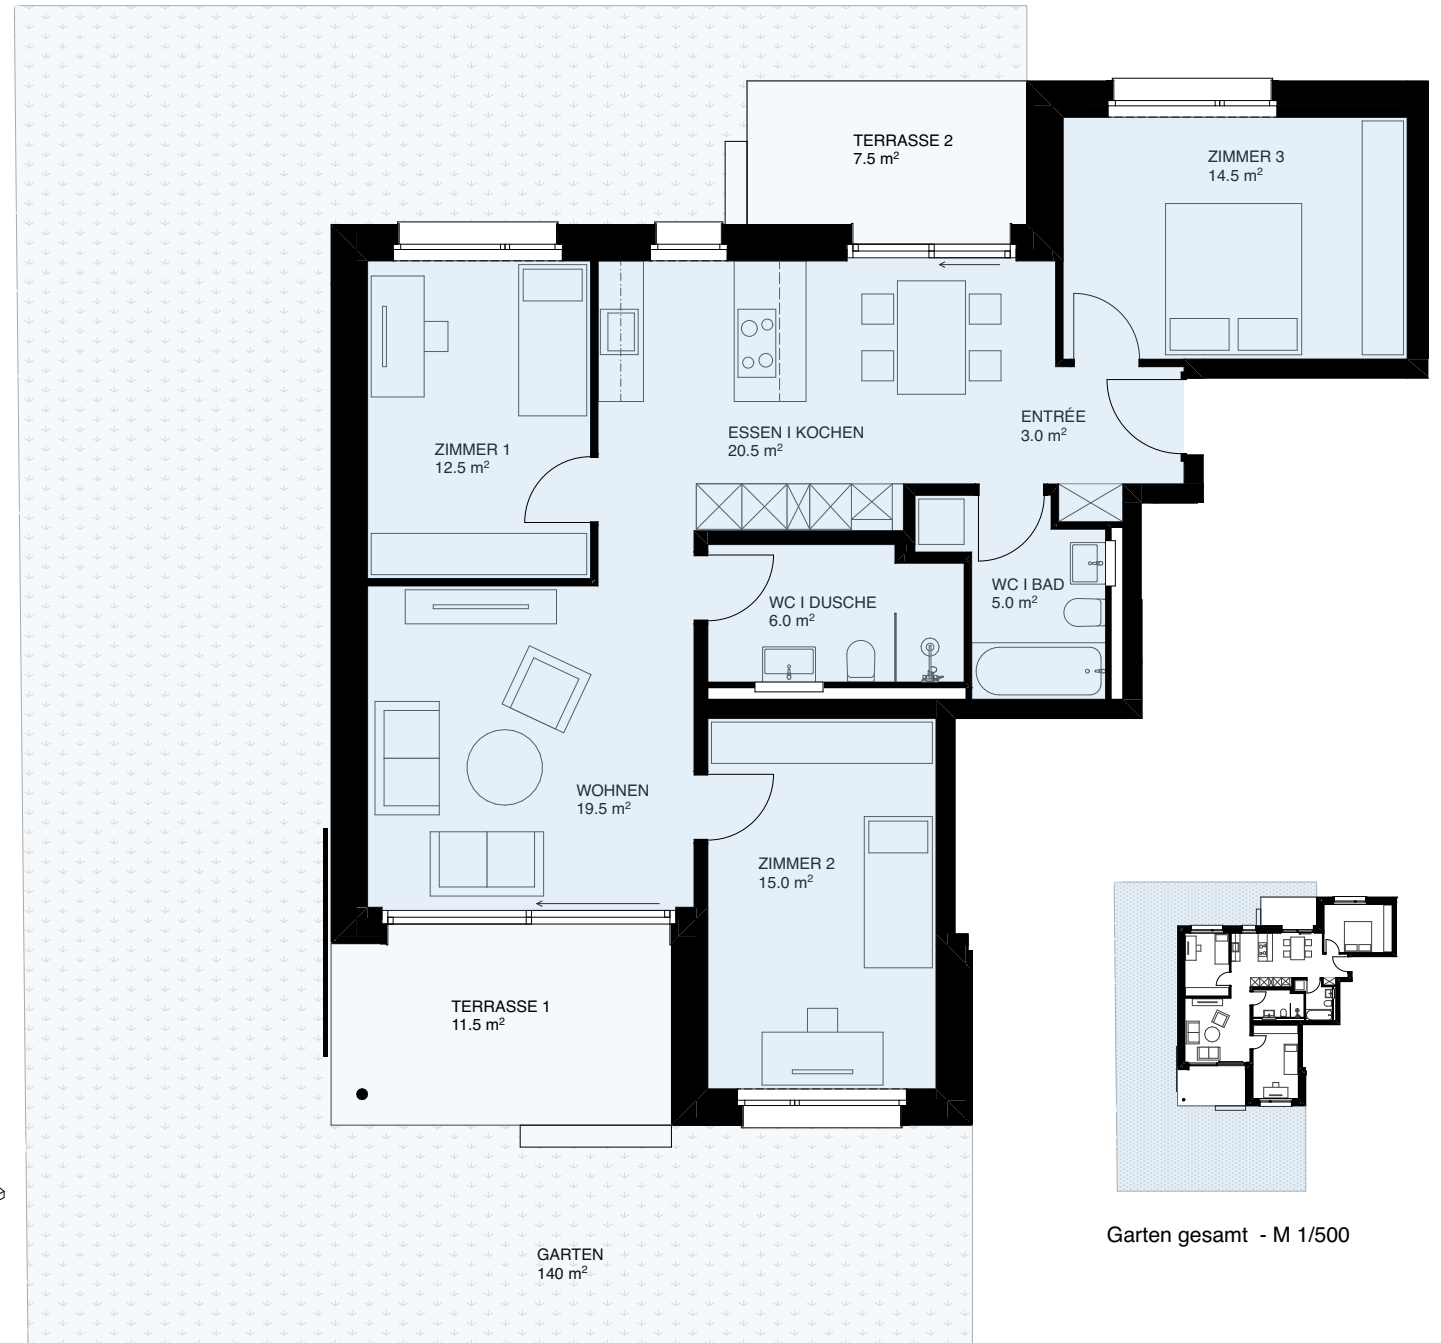 TERRASSE 2
7.5 m²
ZIMMER 3
14.5 m²
ZIMMER 1
12.5 m²
ESSEN I KOCHEN
20.5 m²
ENTRÉE
3.0 m²
WC I DUSCHE
6.0 m²
WC I BAD
5.0 m²
WOHNEN
19.5 m²
ZIMMER 2
15.0 m²
TERRASSE 1
11.5 m²
GARTEN
140 m²
Garten gesamt - M 1/500